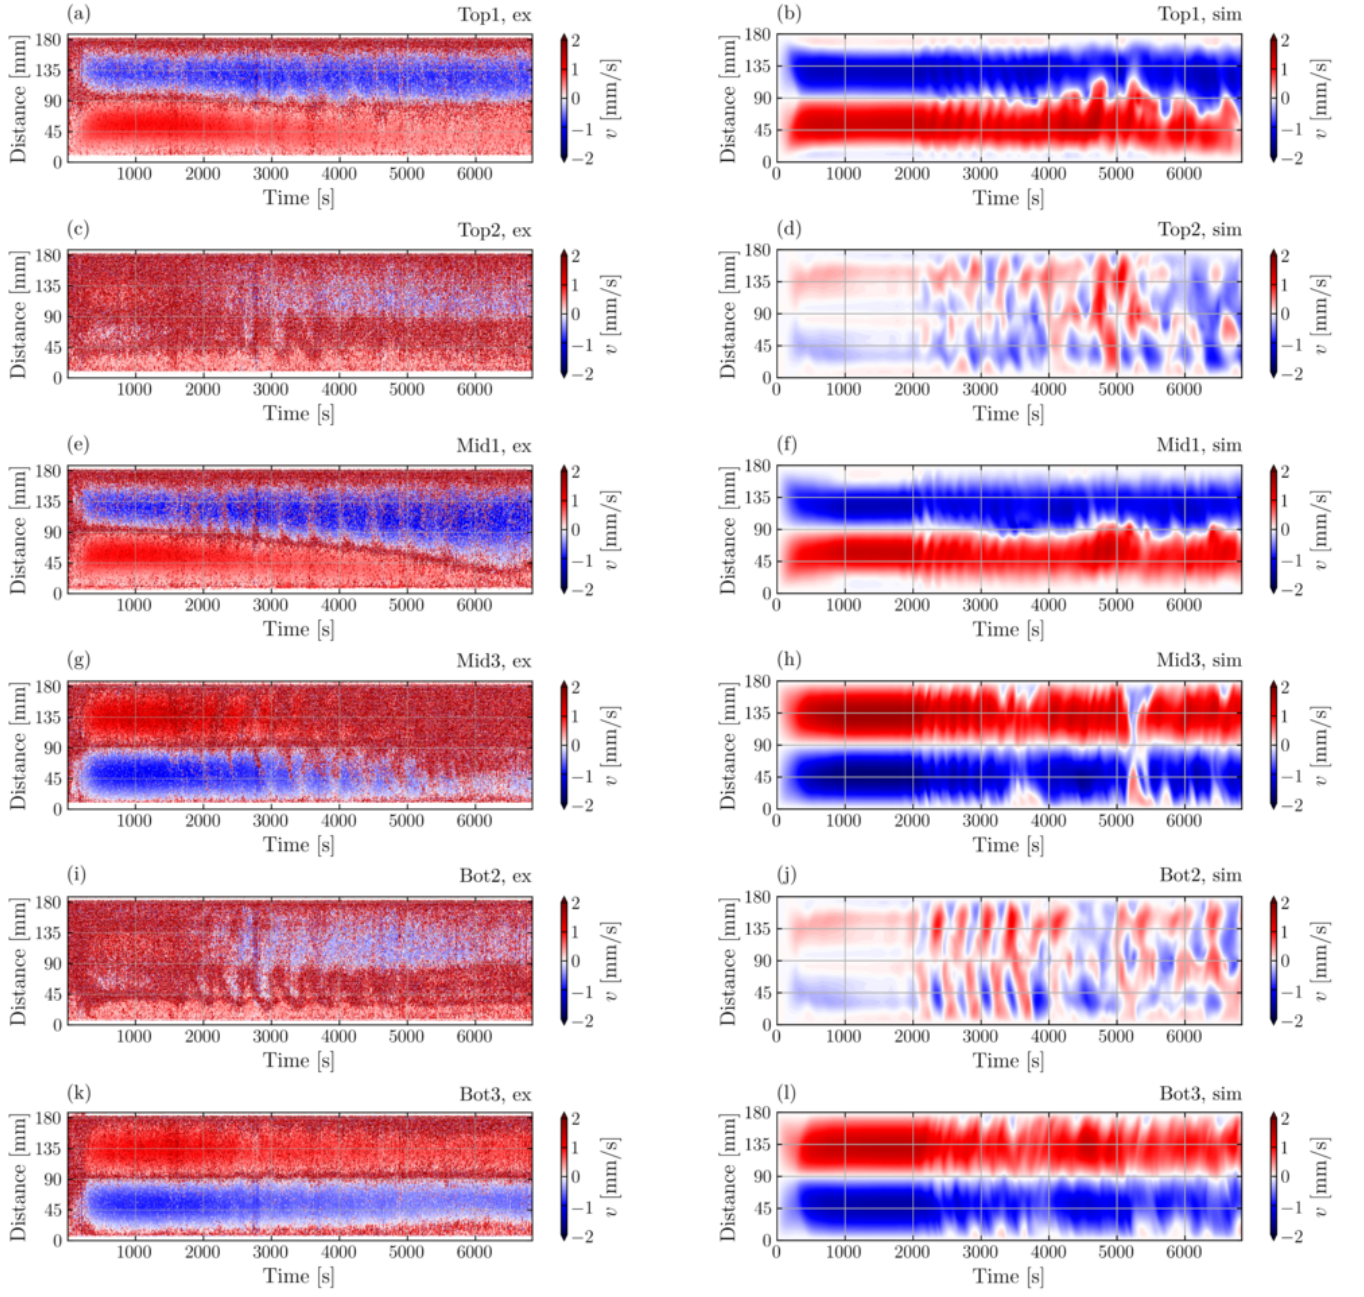 (a) Top1, ex
Distance [mm]
180
135
90
45
0
1000 2000 3000 4000 5000 6000
Time [s]
2
1
0
−1
−2
v [mm/s]
(b) Top1, sim
Distance [mm]
180
135
90
45
0
0 1000 2000 3000 4000 5000 6000
Time [s]
2
1
0
−1
−2
v [mm/s]
(c) Top2, ex
Distance [mm]
180
135
90
45
0
1000 2000 3000 4000 5000 6000
Time [s]
2
1
0
−1
−2
v [mm/s]
(d) Top2, sim
Distance [mm]
180
135
90
45
0
0 1000 2000 3000 4000 5000 6000
Time [s]
2
1
0
−1
−2
v [mm/s]
(e) Mid1, ex
Distance [mm]
180
135
90
45
0
1000 2000 3000 4000 5000 6000
Time [s]
2
1
0
−1
−2
v [mm/s]
(f) Mid1, sim
Distance [mm]
180
135
90
45
0
0 1000 2000 3000 4000 5000 6000
Time [s]
2
1
0
−1
−2
v [mm/s]
(g) Mid3, ex
Distance [mm]
180
135
90
45
0
1000 2000 3000 4000 5000 6000
Time [s]
2
1
0
−1
−2
v [mm/s]
(h) Mid3, sim
Distance [mm]
180
135
90
45
0
0 1000 2000 3000 4000 5000 6000
Time [s]
2
1
0
−1
−2
v [mm/s]
(i) Bot2, ex
Distance [mm]
180
135
90
45
0
1000 2000 3000 4000 5000 6000
Time [s]
2
1
0
−1
−2
v [mm/s]
(j) Bot2, sim
Distance [mm]
180
135
90
45
0
0 1000 2000 3000 4000 5000 6000
Time [s]
2
1
0
−1
−2
v [mm/s]
(k) Bot3, ex
Distance [mm]
180
135
90
45
0
1000 2000 3000 4000 5000 6000
Time [s]
2
1
0
−1
−2
v [mm/s]
(l) Bot3, sim
Distance [mm]
180
135
90
45
0
0 1000 2000 3000 4000 5000 6000
Time [s]
2
1
0
−1
−2
v [mm/s]